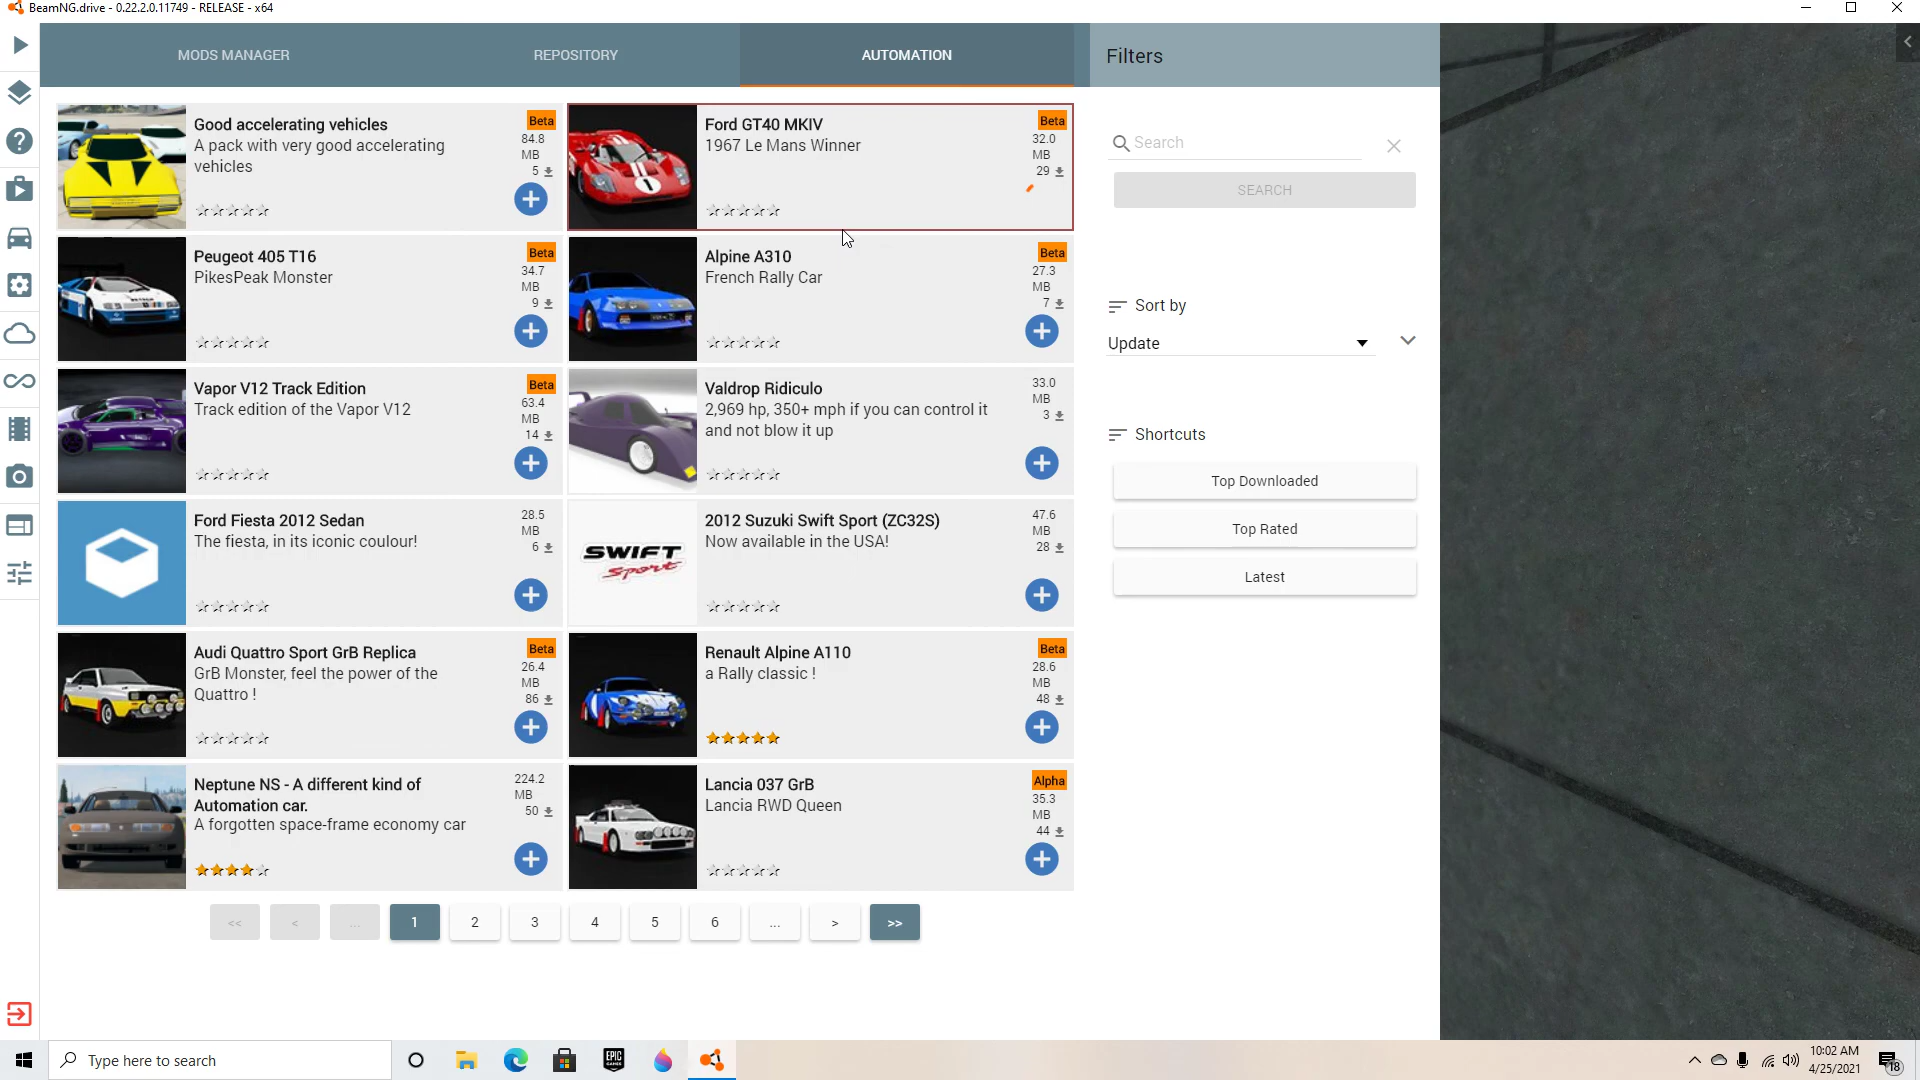 BeamNG.drive - 0.22.2.0.11749 - RELEASE - x64
MODS MANAGER
REPOSITORY
AUTOMATION
Filters
Good accelerating vehicles
A pack with very good accelerating
vehicles
Beta
84.8
MB
5
Ford GT40 MKIV
1967 Le Mans Winner
Beta
32.0
MB
29
Peugeot 405 T16
PikesPeak Monster
Beta
34.7
MB
9
Alpine A310
French Rally Car
Beta
27.3
MB
7
Vapor V12 Track Edition
Track edition of the Vapor V12
Beta
63.4
MB
14
Valdrop Ridiculo
2,969 hp, 350+ mph if you can control it
and not blow it up
33.0
MB
3
Ford Fiesta 2012 Sedan
The fiesta, in its iconic coulour!
28.5
MB
6
SWIFT
Sport
2012 Suzuki Swift Sport (ZC32S)
Now available in the USA!
47.6
MB
28
Audi Quattro Sport GrB Replica
GrB Monster, feel the power of the
Quattro !
Beta
26.4
MB
86
Renault Alpine A110
a Rally classic !
Beta
28.6
MB
48
Neptune NS - A different kind of
Automation car.
A forgotten space-frame economy car
224.2
MB
50
Lancia 037 GrB
Lancia RWD Queen
Alpha
35.3
MB
44
<< < ... 1 2 3 4 5 6 ... > >>
Search
SEARCH
Sort by
Update
Shortcuts
Top Downloaded
Top Rated
Latest
Type here to search
EPIC
GAMES
10:02 AM
4/25/2021
18